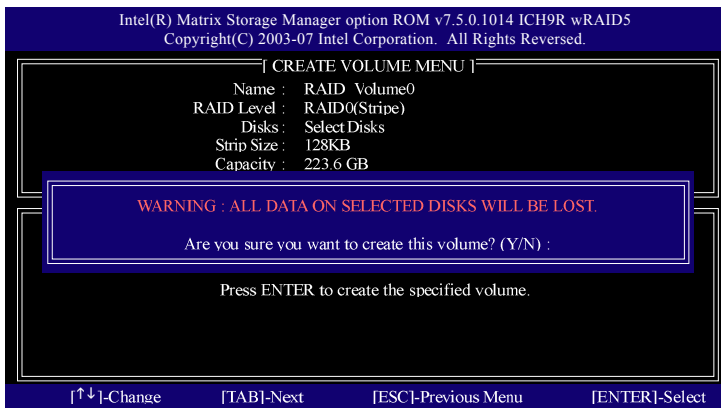 Intel(R) Matrix Storage Manager option ROM v7.5.0.1014 ICH9R wRAID5
Copyright(C) 2003-07 Intel Corporation. All Rights Reversed.
[ CREATE VOLUME MENU ]
Name : RAID_Volume0
RAID Level : RAID0(Stripe)
Disks : Select Disks
Strip Size : 128KB
Capacity : 223.6 GB
WARNING : ALL DATA ON SELECTED DISKS WILL BE LOST.
Are you sure you want to create this volume? (Y/N) :
Press ENTER to create the specified volume.
[↑↓]-Change [TAB]-Next [ESC]-Previous Menu [ENTER]-Select